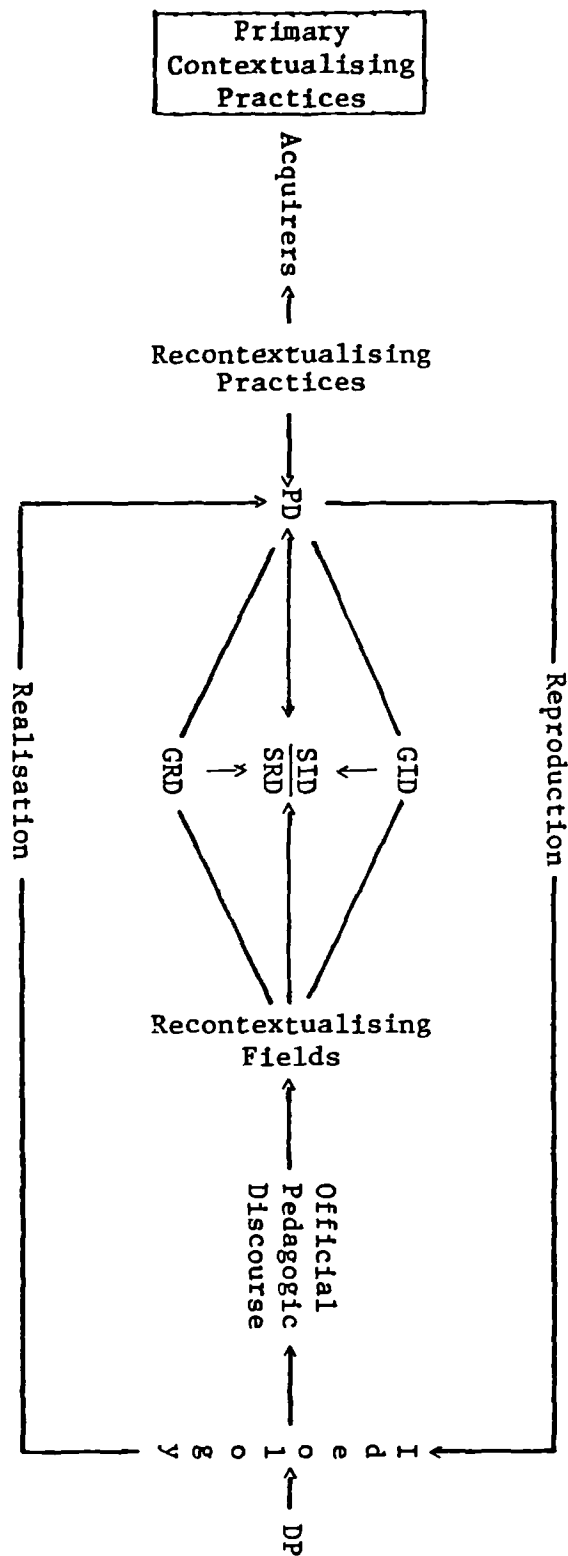 Primary
Contextualising
Practices
Acquirers
Recontextualising
Practices
PD
Reproduction
Realisation
GID
SID
SRD
GRD
Recontextualising
Fields
Official
Pedagogic
Discourse
Ideology
DP